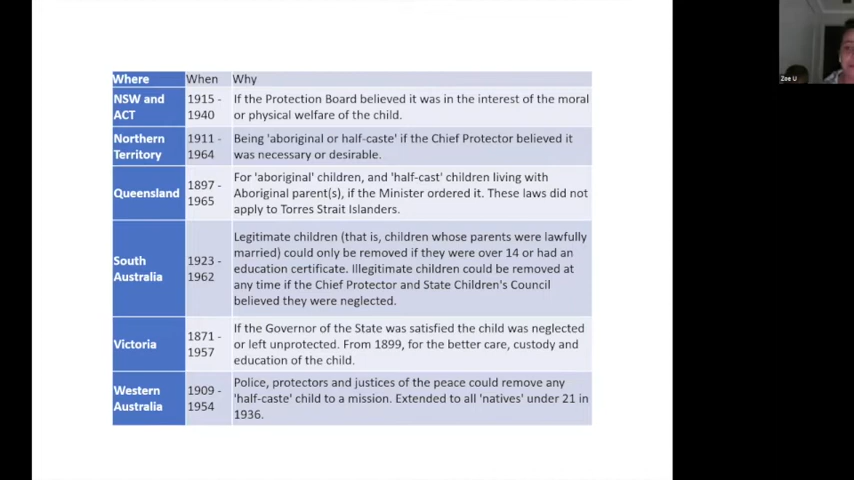 Where When Why
NSW and ACT 1915 - 1940 If the Protection Board believed it was in the interest of the moral
or physical welfare of the child.
Northern Territory 1911 - 1964 Being 'aboriginal or half-caste' if the Chief Protector believed it
was necessary or desirable.
Queensland 1897 - 1965 For 'aboriginal' children, and 'half-cast' children living with
Aboriginal parent(s), if the Minister ordered it. These laws did not
apply to Torres Strait Islanders.
South Australia 1923 - 1962 Legitimate children (that is, children whose parents were lawfully
married) could only be removed if they were over 14 or had an
education certificate. Illegitimate children could be removed at
any time if the Chief Protector and State Children's Council
believed they were neglected.
Victoria 1871 - 1957 If the Governor of the State was satisfied the child was neglected
or left unprotected. From 1899, for the better care, custody and
education of the child.
Western Australia 1909 - 1954 Police, protectors and justices of the peace could remove any
'half-caste' child to a mission. Extended to all 'natives' under 21 in
1936.
Zoe U